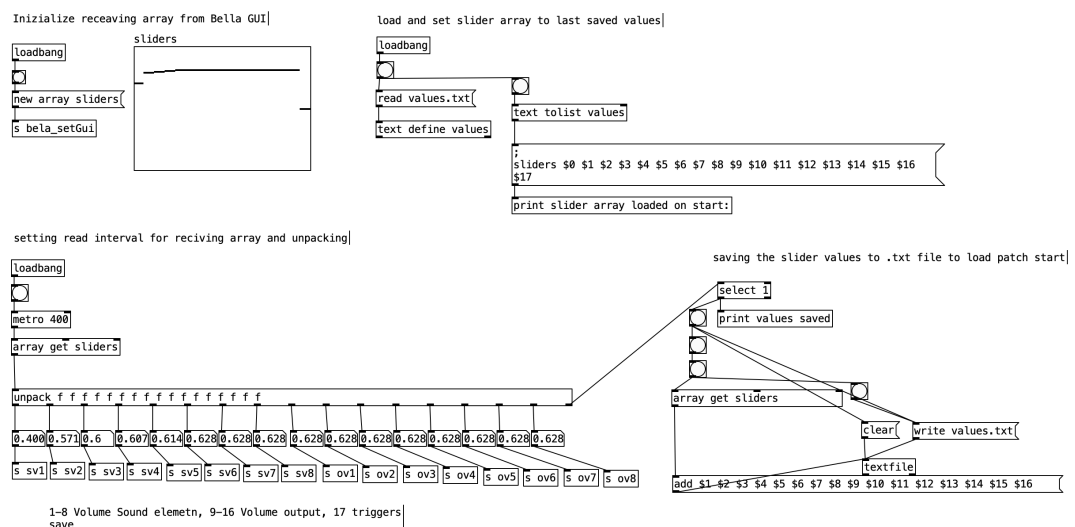 Inizialize receaving array from Bella GUI
load and set slider array to last saved values
sliders
loadbang
loadbang
new array sliders
read values.txt
text tolist values
s bela_setGui
text define values
;
sliders $0 $1 $2 $3 $4 $5 $6 $7 $8 $9 $10 $11 $12 $13 $14 $15 $16
$17
print slider array loaded on start:
setting read interval for reciving array and unpacking
saving the slider values to .txt file to load patch start
loadbang
select 1
metro 400
print values saved
array get sliders
unpack f f f f f f f f f f f f f f f f f
array get sliders
0.400 0.571 0.6 0.607 0.614 0.628 0.628 0.628 0.628 0.628 0.628 0.628 0.628 0.628 0.628 0.628
clear
write values.txt
s sv1 s sv2 s sv3 s sv4 s sv5 s sv6 s sv7 s sv8 s ov1 s ov2 s ov3 s ov4 s ov5 s ov6 s ov7 s ov8
textfile
add $1 $2 $3 $4 $5 $6 $7 $8 $9 $10 $11 $12 $13 $14 $15 $16
1-8 Volume Sound elemetn, 9-16 Volume output, 17 triggers
save